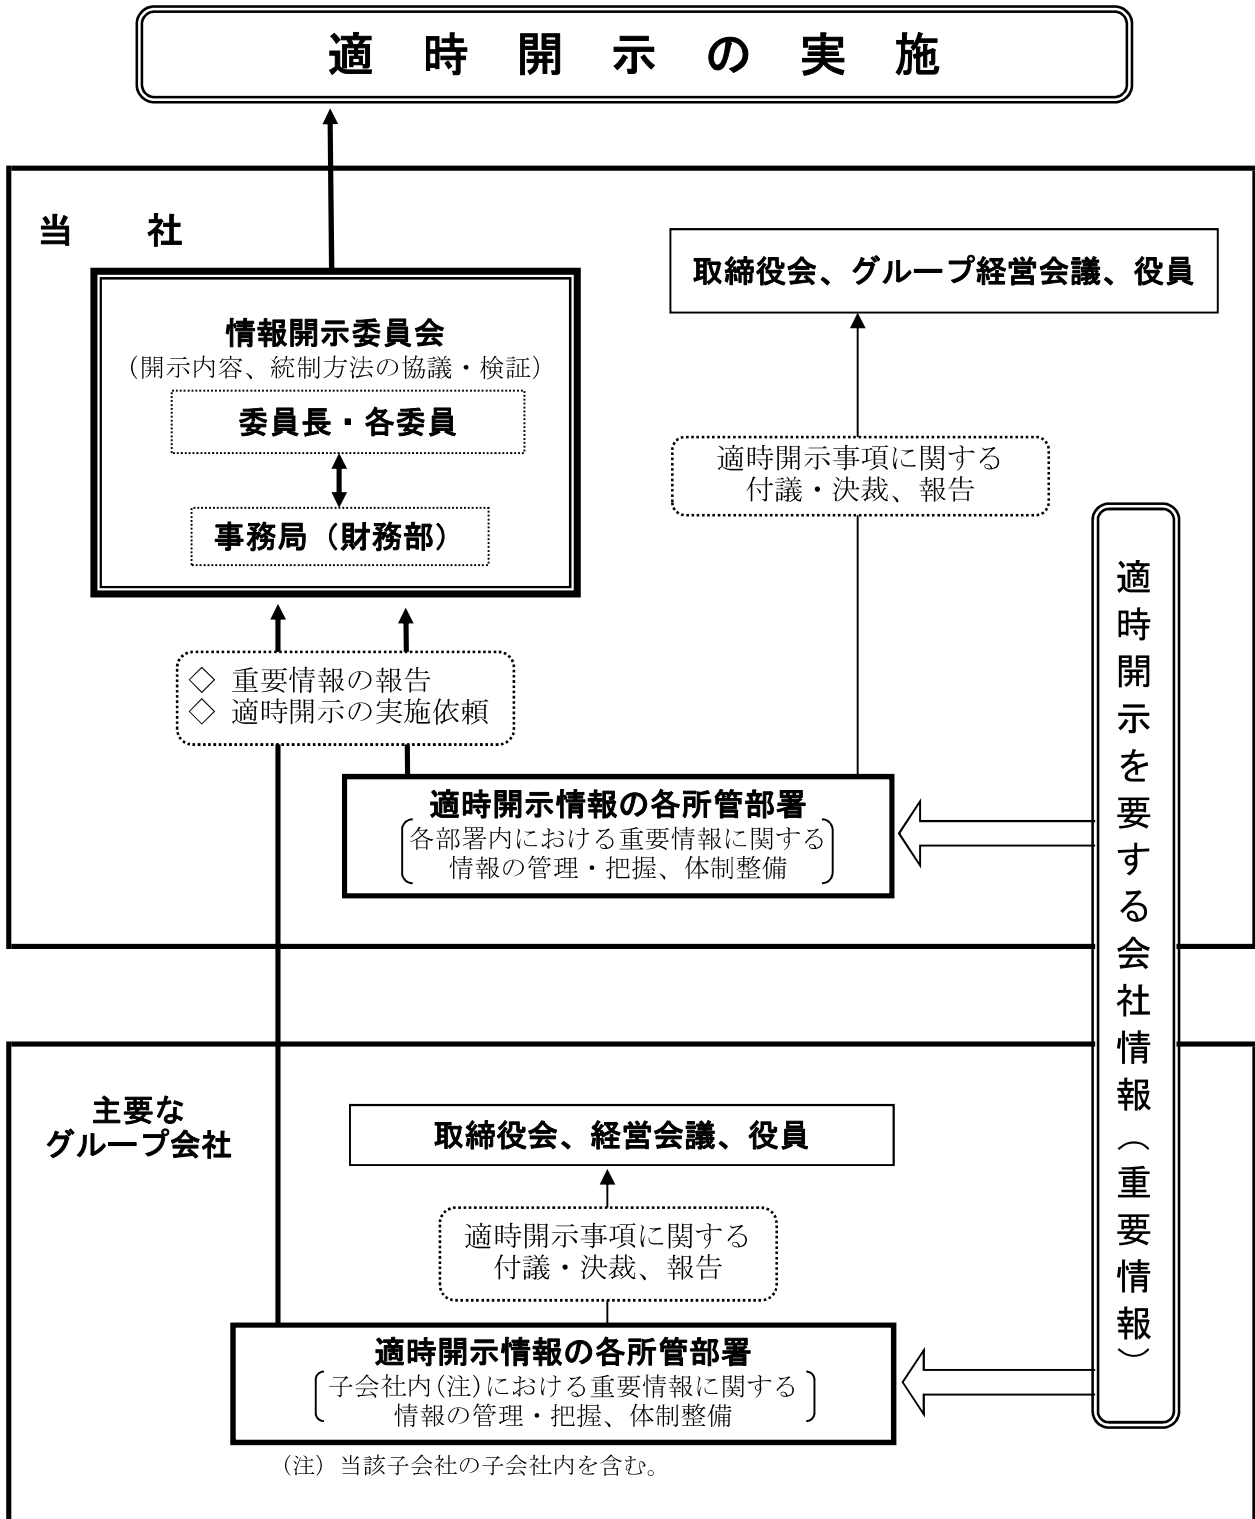 適時開示の実施
当　　社
取締役会、グループ経営会議、役員
情報開示委員会
（開示内容、統制方法の協議・検証）
委員長・各委員
事務局（財務部）
適時開示事項に関する
付議・決裁、報告
◇ 重要情報の報告
◇ 適時開示の実施依頼
適時開示情報の各所管部署
各部署内における重要情報に関する
情報の管理・把握、体制整備
適時開示を要する会社情報（重要情報）
主要な
グループ会社
取締役会、経営会議、役員
適時開示事項に関する
付議・決裁、報告
適時開示情報の各所管部署
子会社内(注)における重要情報に関する
情報の管理・把握、体制整備
（注）当該子会社の子会社内を含む。